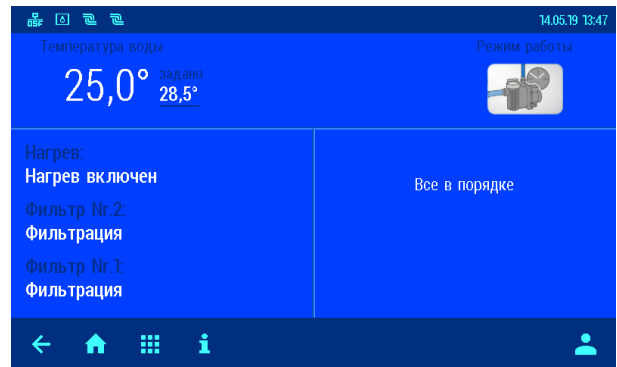 OSF
14.05.19 13:47
Температура воды
Режим работы
25,0°
задано
28,5°
Нагрев:
Нагрев включен
Все в порядке
Фильтр Nr.2:
Фильтрация
Фильтр Nr.1:
Фильтрация